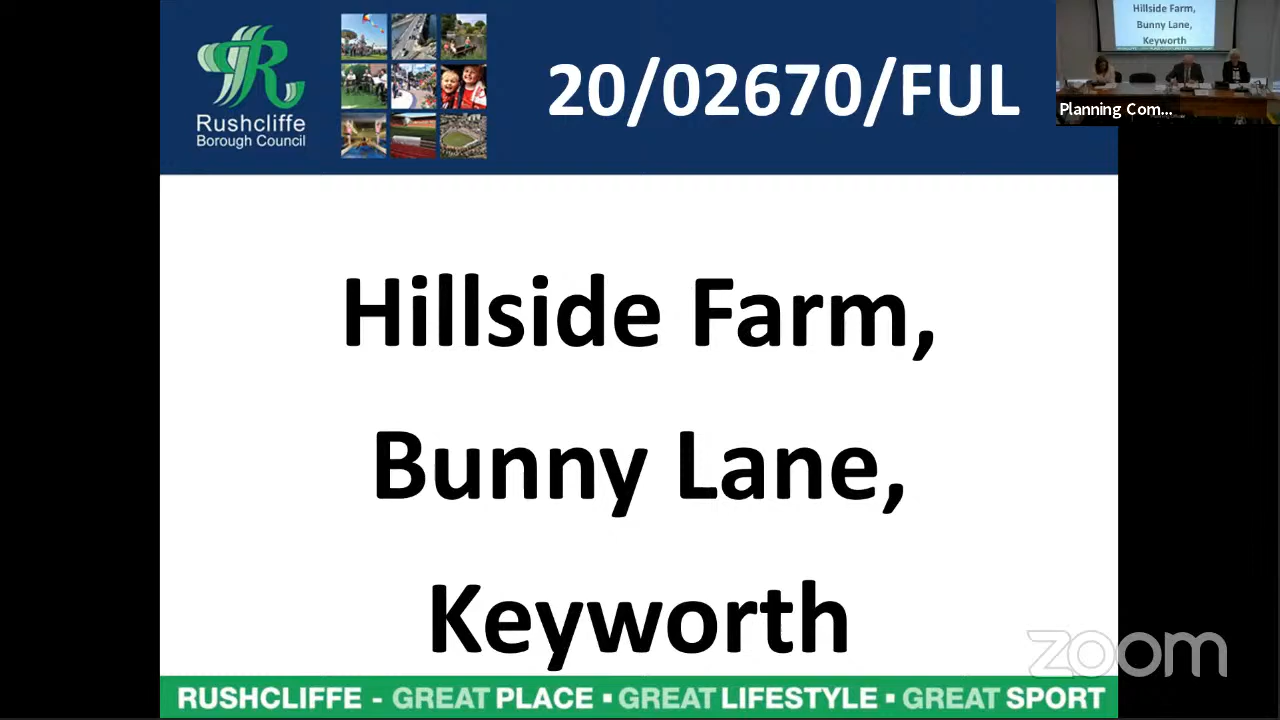 Rushcliffe
Borough Council
20/02670/FUL
Hillside Farm,
Bunny Lane,
Keyworth
Planning Com...
Hillside Farm,
Bunny Lane,
Keyworth
RUSHCLIFFE - GREAT PLACE ▪ GREAT LIFESTYLE ▪ GREAT SPORT
zoom